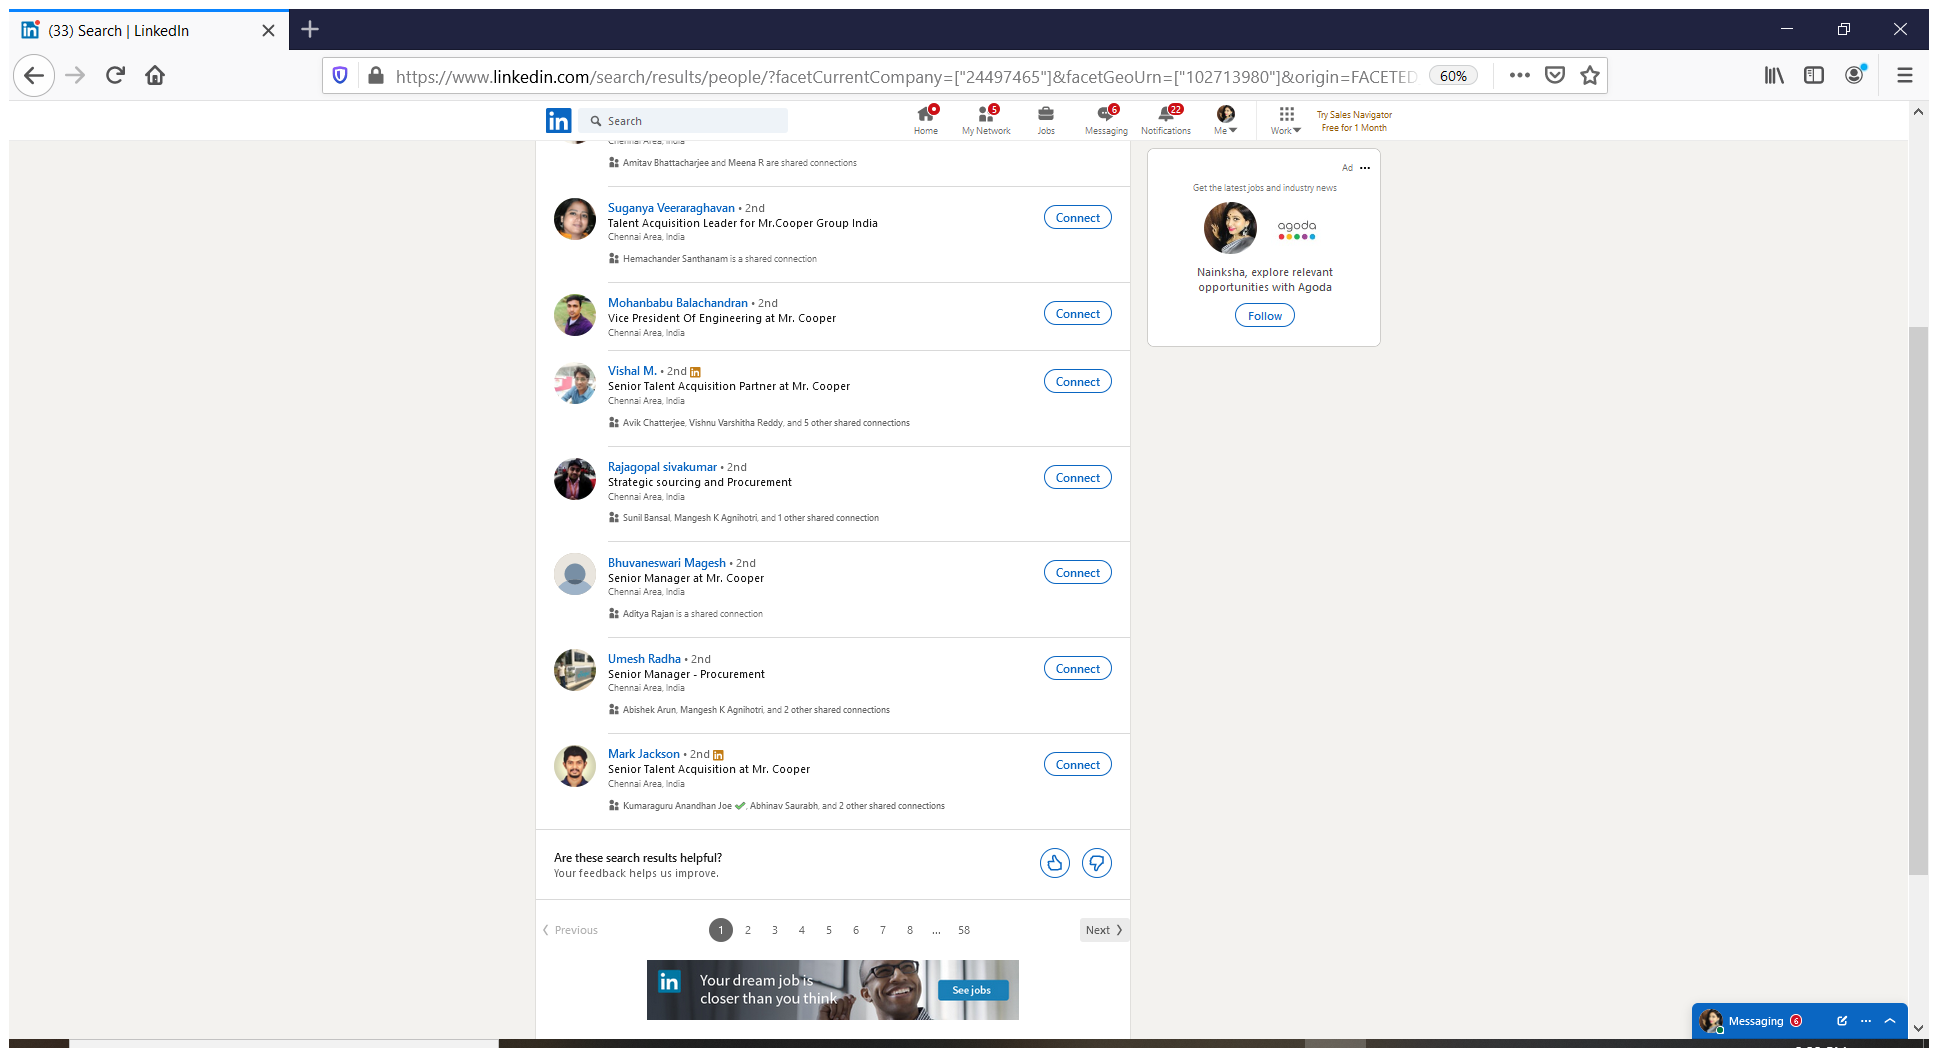 (33) Search | LinkedIn
https://www.linkedin.com/search/results/people/?facetCurrentCompany=["24497465"]&facetGeoUrn=["102713980"]&origin=FACETED
60%
in
Search
Home
My Network
5
Jobs
Messaging
6
Notifications
22
Me
Work
Try Sales Navigator
Free for 1 Month
Chennai Area, India
Amitav Bhattacharjee and Meena R are shared connections
Suganya Veeraraghavan • 2nd
Talent Acquisition Leader for Mr.Cooper Group India
Chennai Area, India
Hemachander Santhanam is a shared connection
Connect
Mohanbabu Balachandran • 2nd
Vice President Of Engineering at Mr. Cooper
Chennai Area, India
Connect
Vishal M. • 2nd in
Senior Talent Acquisition Partner at Mr. Cooper
Chennai Area, India
Avik Chatterjee, Vishnu Varshitha Reddy, and 5 other shared connections
Connect
Rajagopal sivakumar • 2nd
Strategic sourcing and Procurement
Chennai Area, India
Sunil Bansal, Mangesh K Agnihotri, and 1 other shared connection
Connect
Bhuvaneswari Magesh • 2nd
Senior Manager at Mr. Cooper
Chennai Area, India
Aditya Rajan is a shared connection
Connect
Umesh Radha • 2nd
Senior Manager - Procurement
Chennai Area, India
Abishek Arun, Mangesh K Agnihotri, and 2 other shared connections
Connect
Mark Jackson • 2nd in
Senior Talent Acquisition at Mr. Cooper
Chennai Area, India
Kumaraguru Anandhan Joe ✔, Abhinav Saurabh, and 2 other shared connections
Connect
Are these search results helpful?
Your feedback helps us improve.
Previous 1 2 3 4 5 6 7 8 ... 58 Next
in
Your dream job is
closer than you think
See jobs
Ad
Get the latest jobs and industry news
agoda
Nainksha, explore relevant
opportunities with Agoda
Follow
Messaging 6